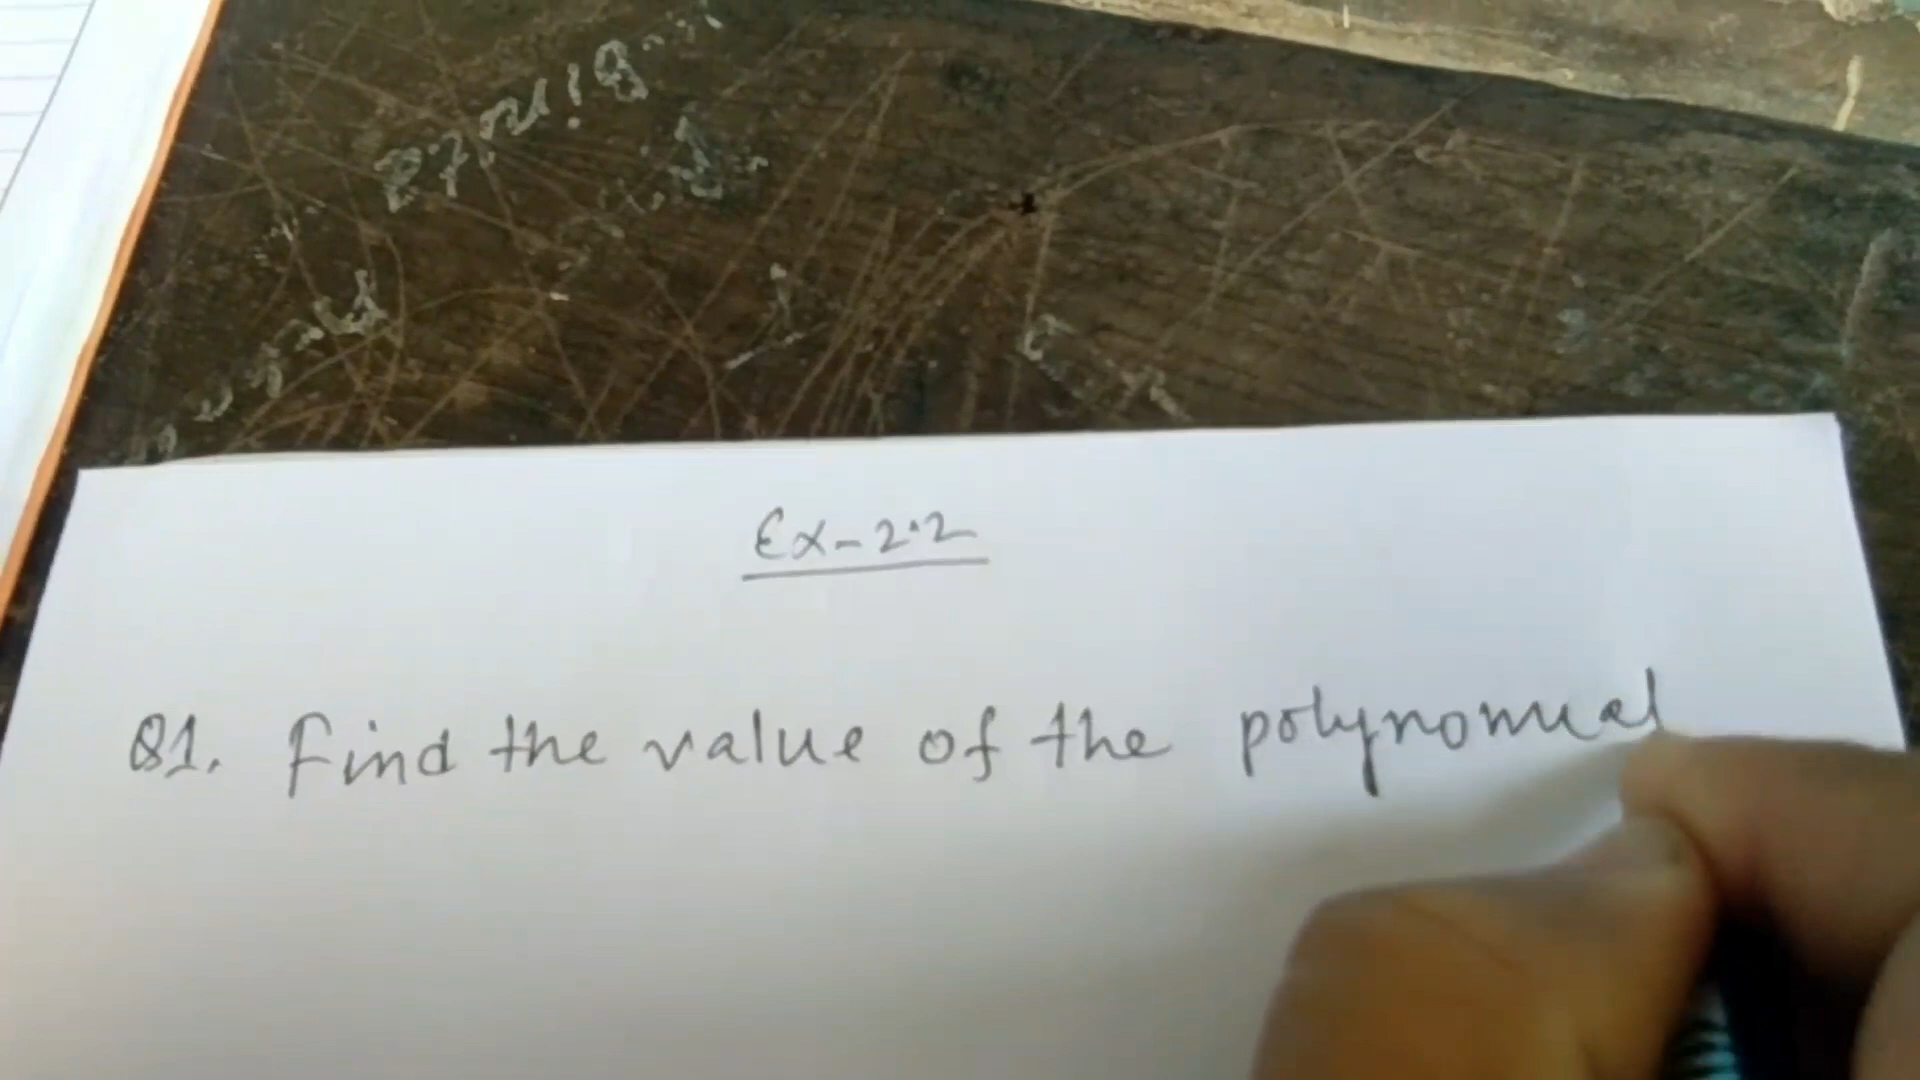 Ex-2.2
Q1. Find the value of the polynomial